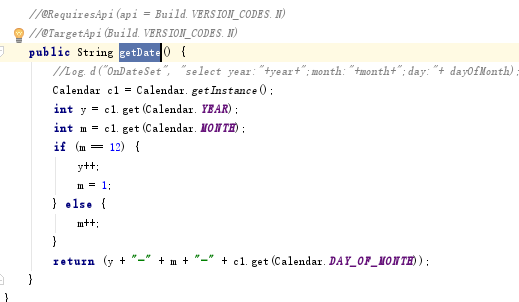 //@RequiresApi(api = Build.VERSION_CODES.N)
//@TargetApi(Build.VERSION_CODES.N)
public String getDate() {
//Log.d("OnDateSet", "select year:"+year+";month:"+month+";day:"+ dayOfMonth);
Calendar c1 = Calendar.getInstance();
int y = c1.get(Calendar.YEAR);
int m = c1.get(Calendar.MONTH);
if (m == 12) {
y++;
m = 1;
} else {
m++;
}
return (y + "-" + m + "-" + c1.get(Calendar.DAY_OF_MONTH));
}
}